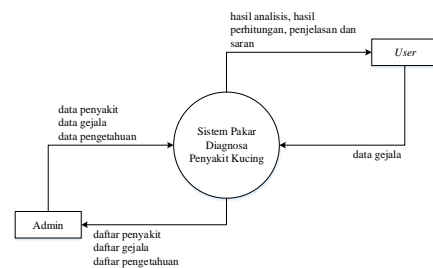 hasil analisis, hasil
perhitungan, penjelasan dan
saran
User
data penyakit
data gejala
data pengetahuan
Sistem Pakar
Diagnosa
Penyakit Kucing
data gejala
Admin
daftar penyakit
daftar gejala
daftar pengetahuan